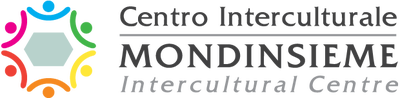 Centro Interculturale
MONDINSIEME
Intercultural Centre